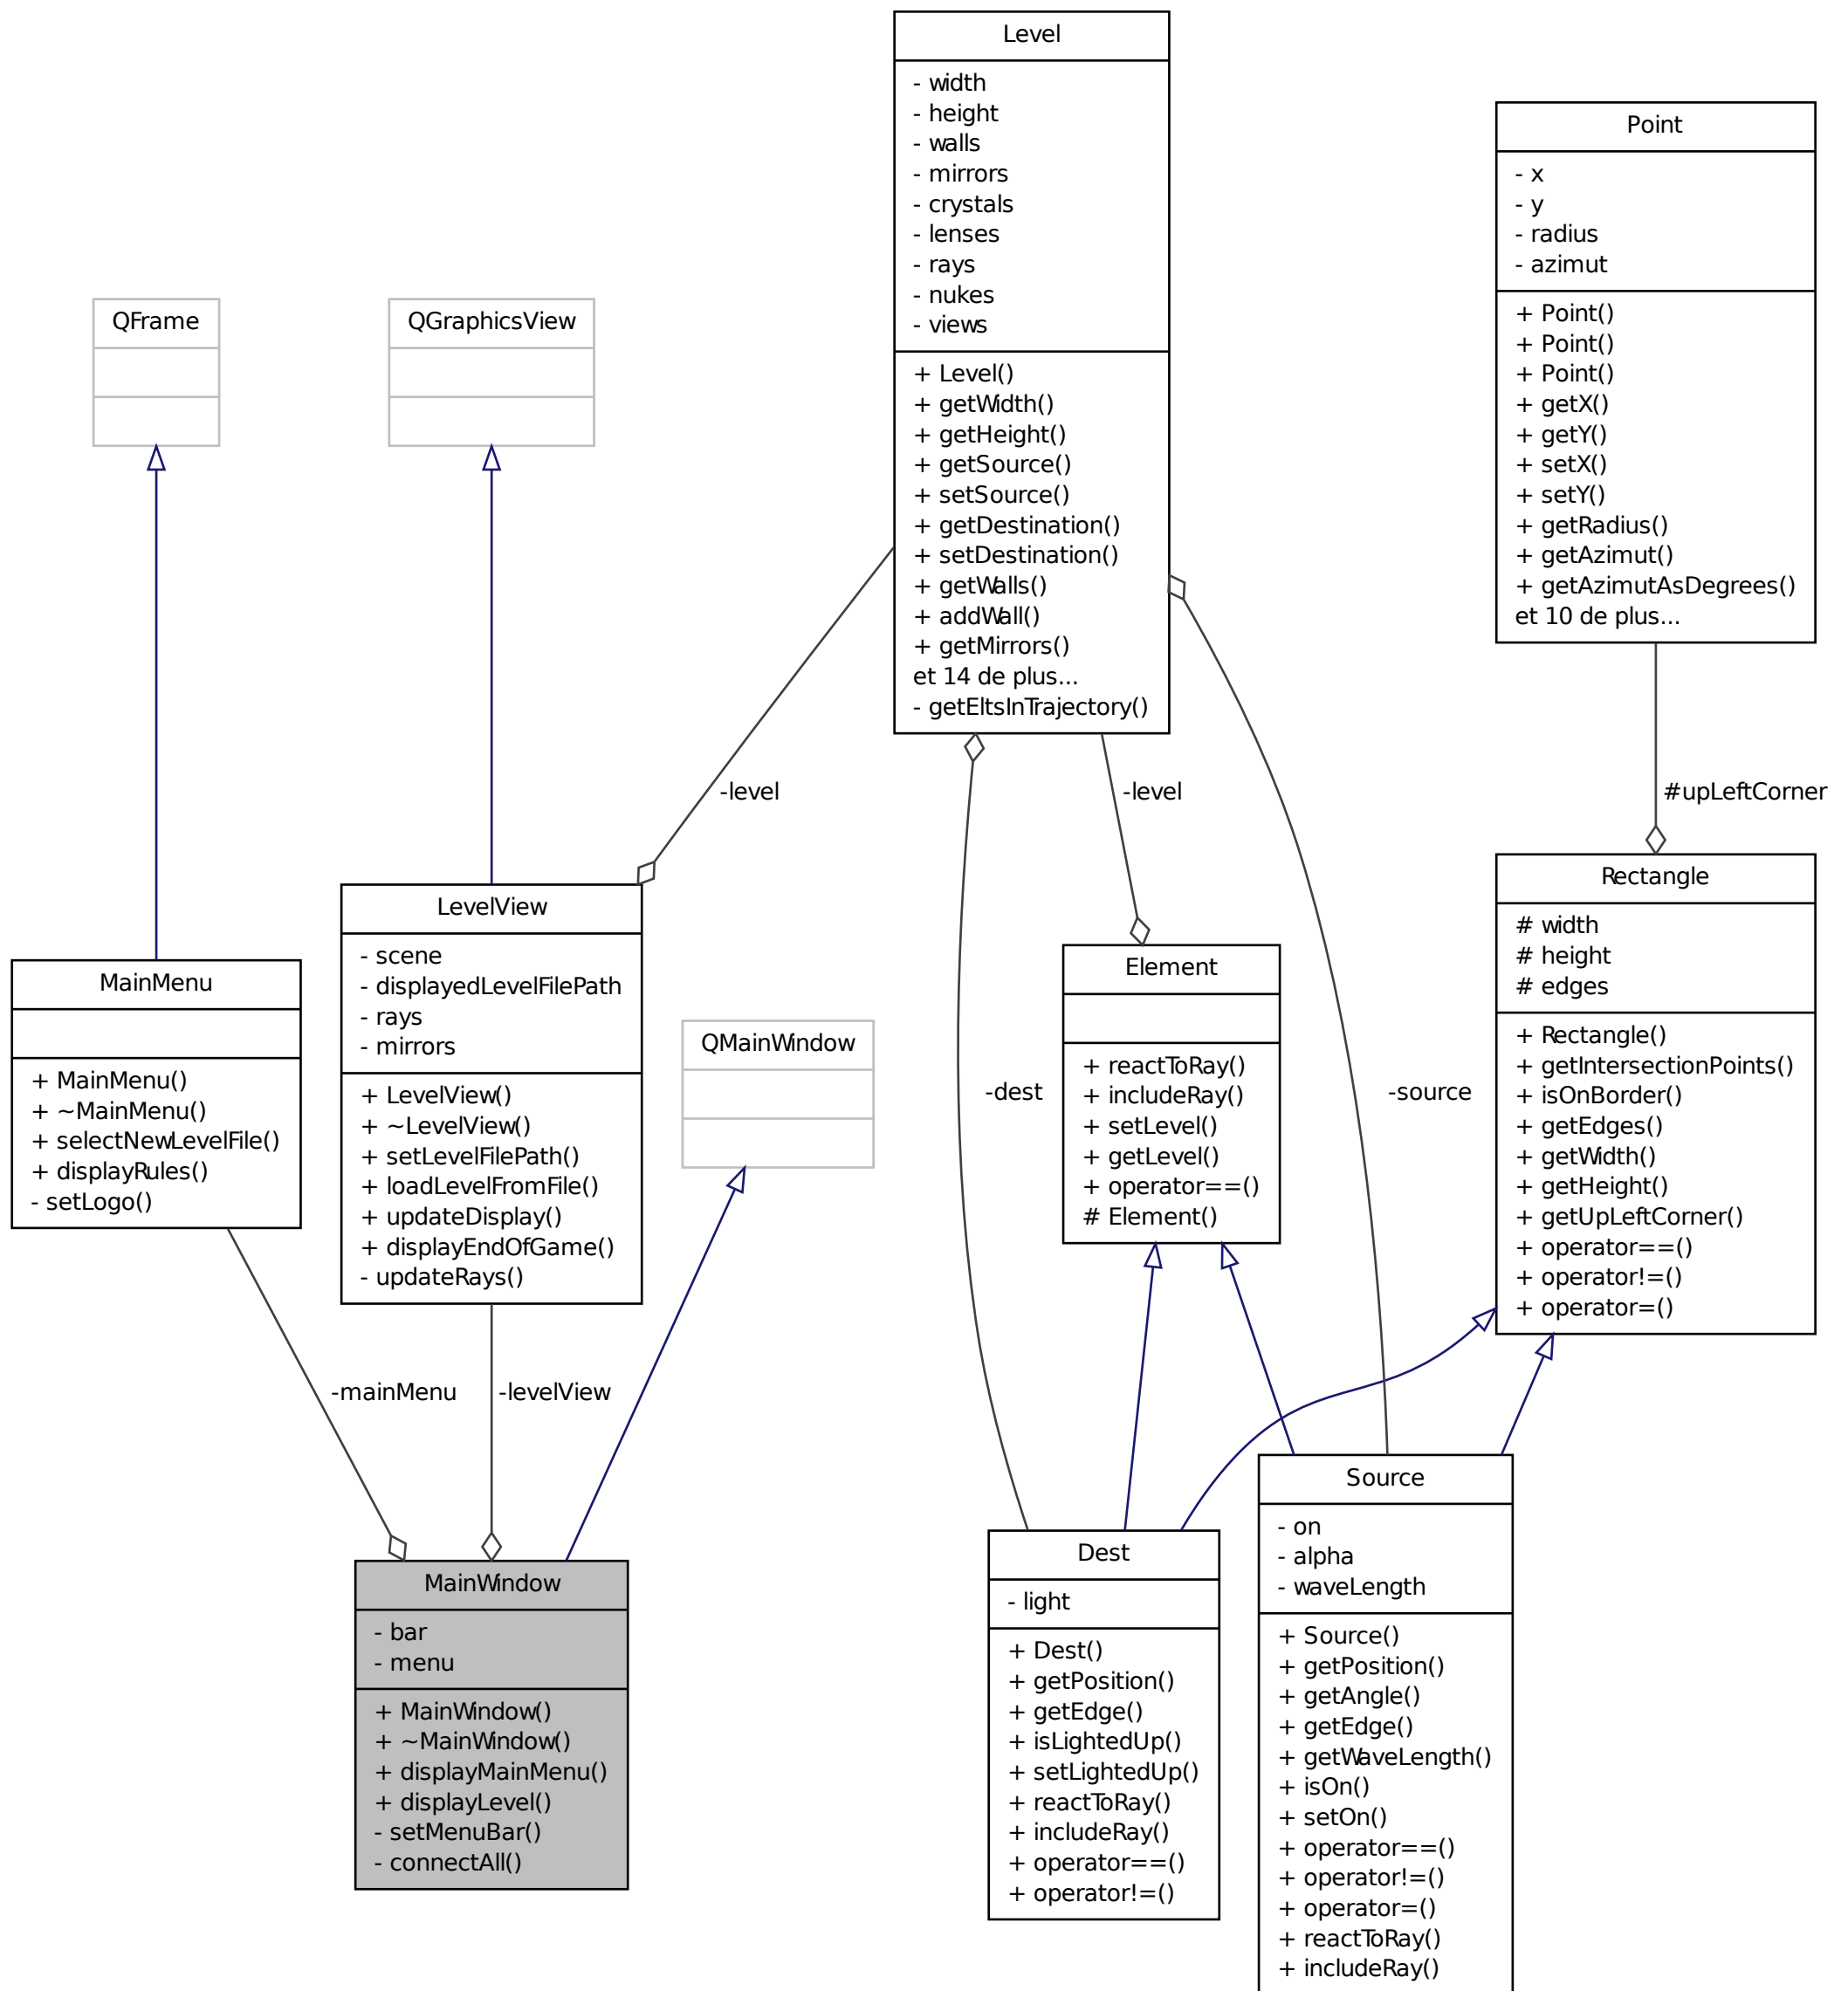 Level
- width
- height
- walls
- mirrors
- crystals
- lenses
- rays
- nukes
- views
+ Level()
+ getWidth()
+ getHeight()
+ getSource()
+ setSource()
+ getDestination()
+ setDestination()
+ getWalls()
+ addWall()
+ getMirrors()
et 14 de plus...
- getEltsInTrajectory()
Point
- x
- y
- radius
- azimut
+ Point()
+ Point()
+ Point()
+ getX()
+ getY()
+ setX()
+ setY()
+ getRadius()
+ getAzimut()
+ getAzimutAsDegrees()
et 10 de plus...
QFrame
QGraphicsView
-level
-level
#upLeftCorner
LevelView
- scene
- displayedLevelFilePath
- rays
- mirrors
+ LevelView()
+ ~LevelView()
+ setLevelFilePath()
+ loadLevelFromFile()
+ updateDisplay()
+ displayEndOfGame()
- updateRays()
MainMenu
+ MainMenu()
+ ~MainMenu()
+ selectNewLevelFile()
+ displayRules()
- setLogo()
QMainWindow
-dest
Element
+ reactToRay()
+ includeRay()
+ setLevel()
+ getLevel()
+ operator==()
# Element()
-source
Rectangle
# width
# height
# edges
+ Rectangle()
+ getIntersectionPoints()
+ isOnBorder()
+ getEdges()
+ getWidth()
+ getHeight()
+ getUpLeftCorner()
+ operator==()
+ operator!=()
+ operator=()
-mainMenu
-levelView
MainWindow
- bar
- menu
+ MainWindow()
+ ~MainWindow()
+ displayMainMenu()
+ displayLevel()
- setMenuBar()
- connectAll()
Dest
- light
+ Dest()
+ getPosition()
+ getEdge()
+ isLightedUp()
+ setLightedUp()
+ reactToRay()
+ includeRay()
+ operator==()
+ operator!=()
Source
- on
- alpha
- waveLength
+ Source()
+ getPosition()
+ getAngle()
+ getEdge()
+ getWaveLength()
+ isOn()
+ setOn()
+ operator==()
+ operator!=()
+ operator=()
+ reactToRay()
+ includeRay()